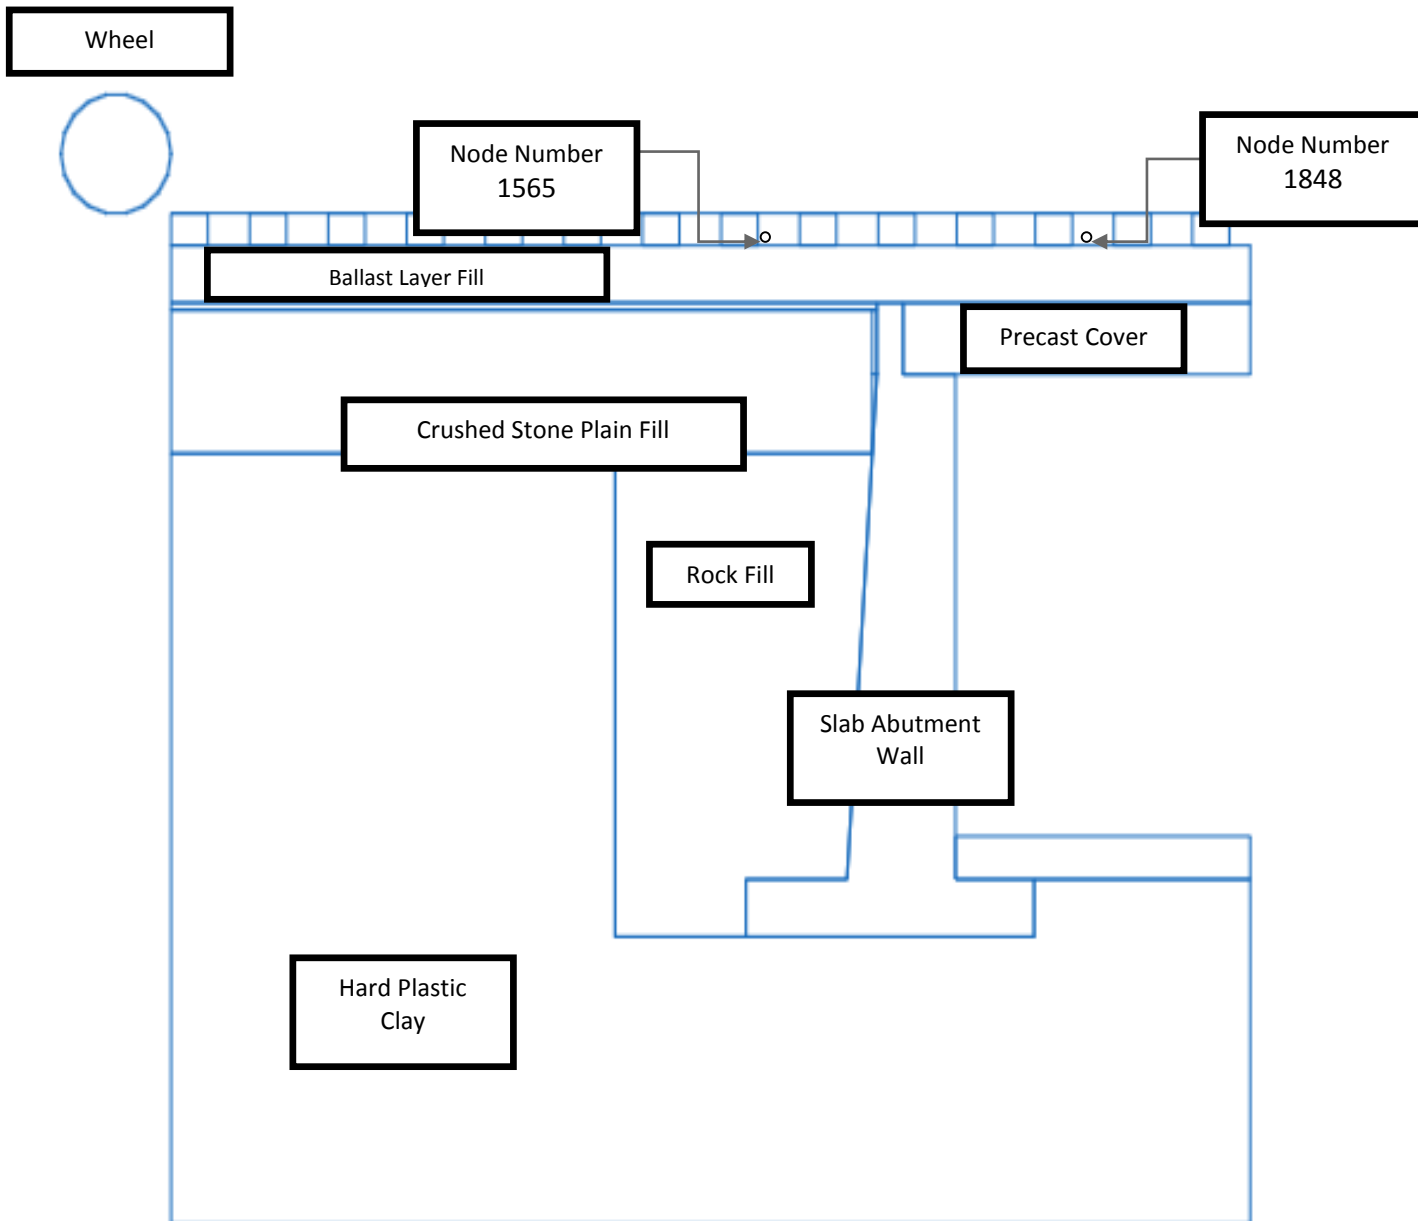 Wheel
Node Number
1565
Node Number
1848
Ballast Layer Fill
Precast Cover
Crushed Stone Plain Fill
Rock Fill
Slab Abutment
Wall
Hard Plastic
Clay